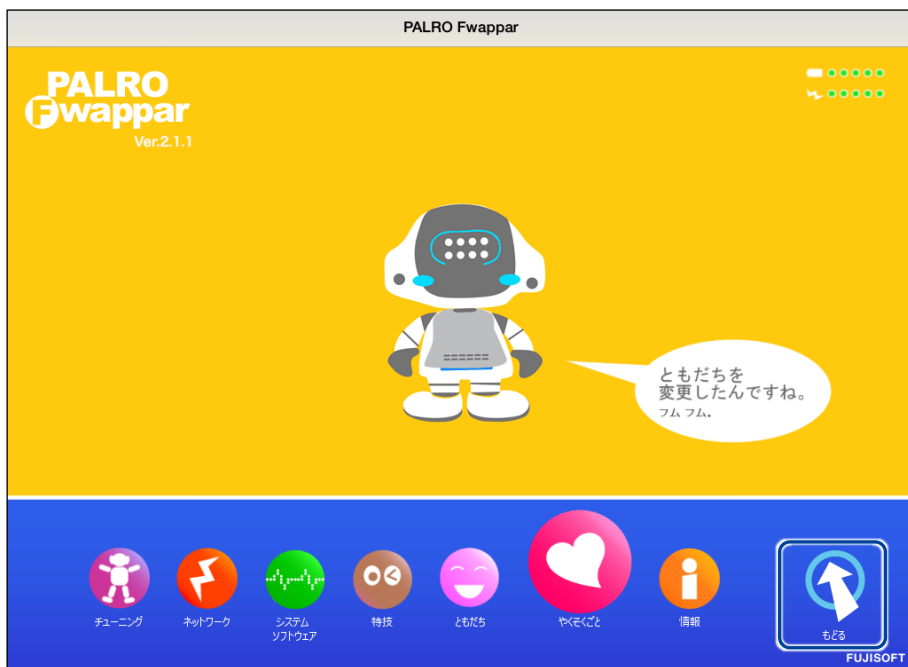 PALRO Fwappar
PALRO
Fwappar
Ver.2.1.1
ともだちを
変更したんですね。
フム フム．
チューニング
ネットワーク
システム
ソフトウェア
特技
ともだち
やくそくごと
情報
もどる
FUJISOFT